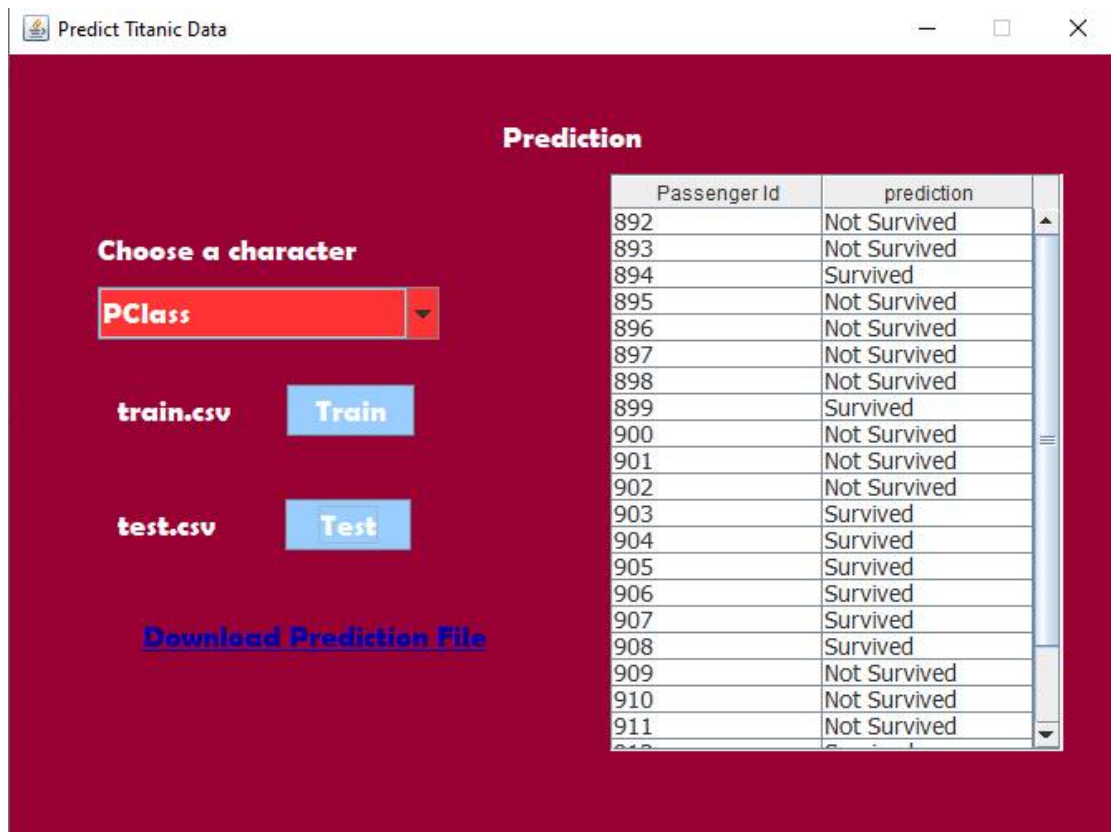 Predict Titanic Data
Prediction
Choose a character
PClass
train.csv Train
test.csv Test
Download Prediction File
Passenger Id prediction
892 Not Survived
893 Not Survived
894 Survived
895 Not Survived
896 Not Survived
897 Not Survived
898 Not Survived
899 Survived
900 Not Survived
901 Not Survived
902 Not Survived
903 Survived
904 Survived
905 Survived
906 Survived
907 Survived
908 Survived
909 Not Survived
910 Not Survived
911 Not Survived